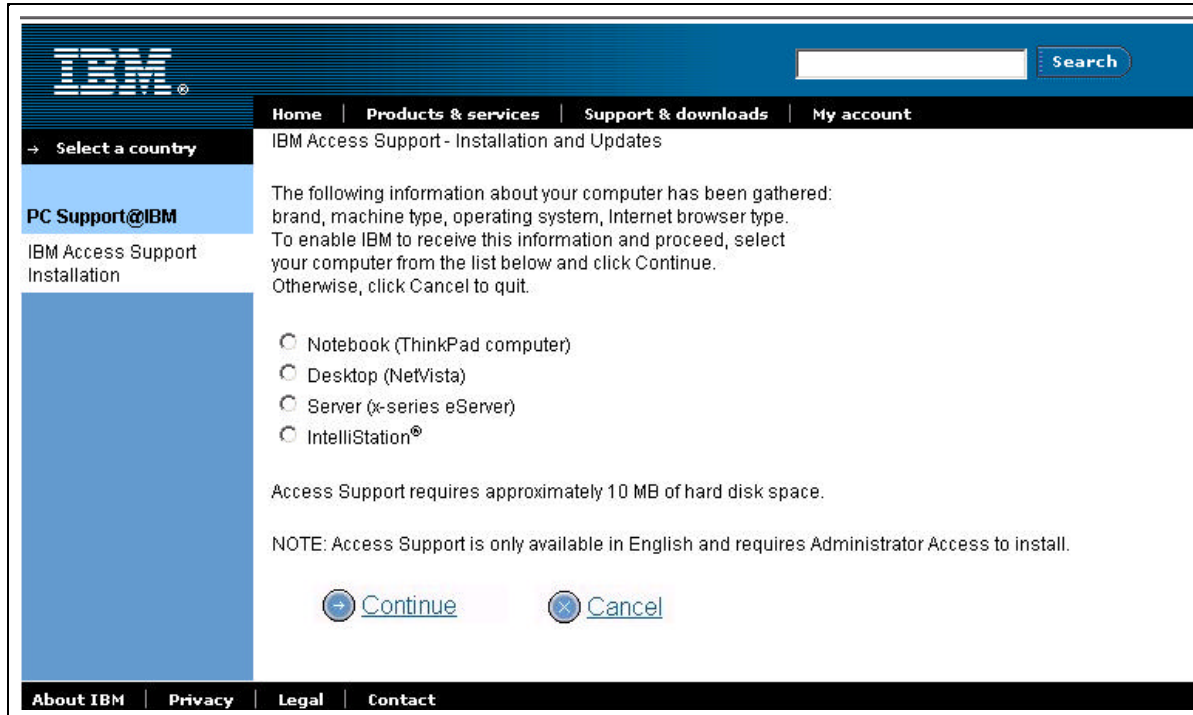 IBM®
Search
Home | Products & services | Support & downloads | My account
→ Select a country
PC Support@IBM
IBM Access Support
Installation
IBM Access Support - Installation and Updates
The following information about your computer has been gathered:
brand, machine type, operating system, Internet browser type.
To enable IBM to receive this information and proceed, select
your computer from the list below and click Continue.
Otherwise, click Cancel to quit.
Notebook (ThinkPad computer)
Desktop (NetVista)
Server (x-series eServer)
IntelliStation®
Access Support requires approximately 10 MB of hard disk space.
NOTE: Access Support is only available in English and requires Administrator Access to install.
Continue
Cancel
About IBM | Privacy | Legal | Contact